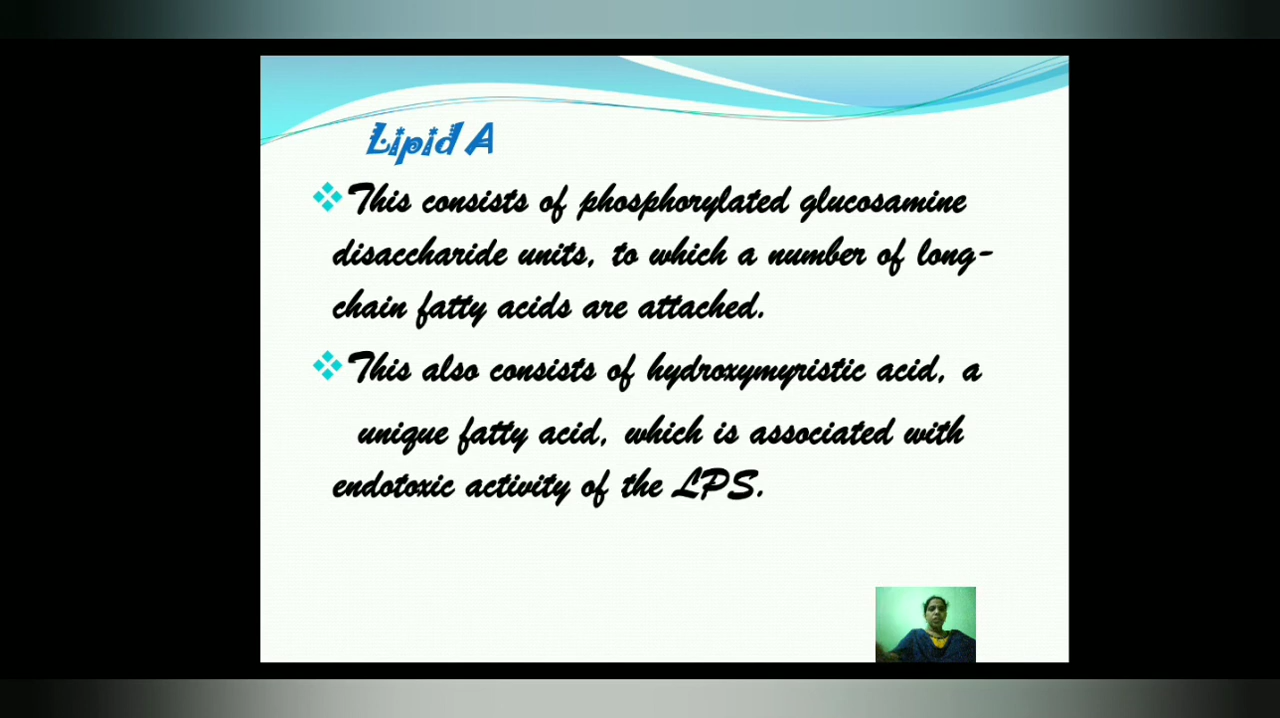 Lipid A
This consists of phosphorylated glucosamine
disaccharide units, to which a number of long-
chain fatty acids are attached.
This also consists of hydroxymyristic acid, a
unique fatty acid, which is associated with
endotoxic activity of the LPS.